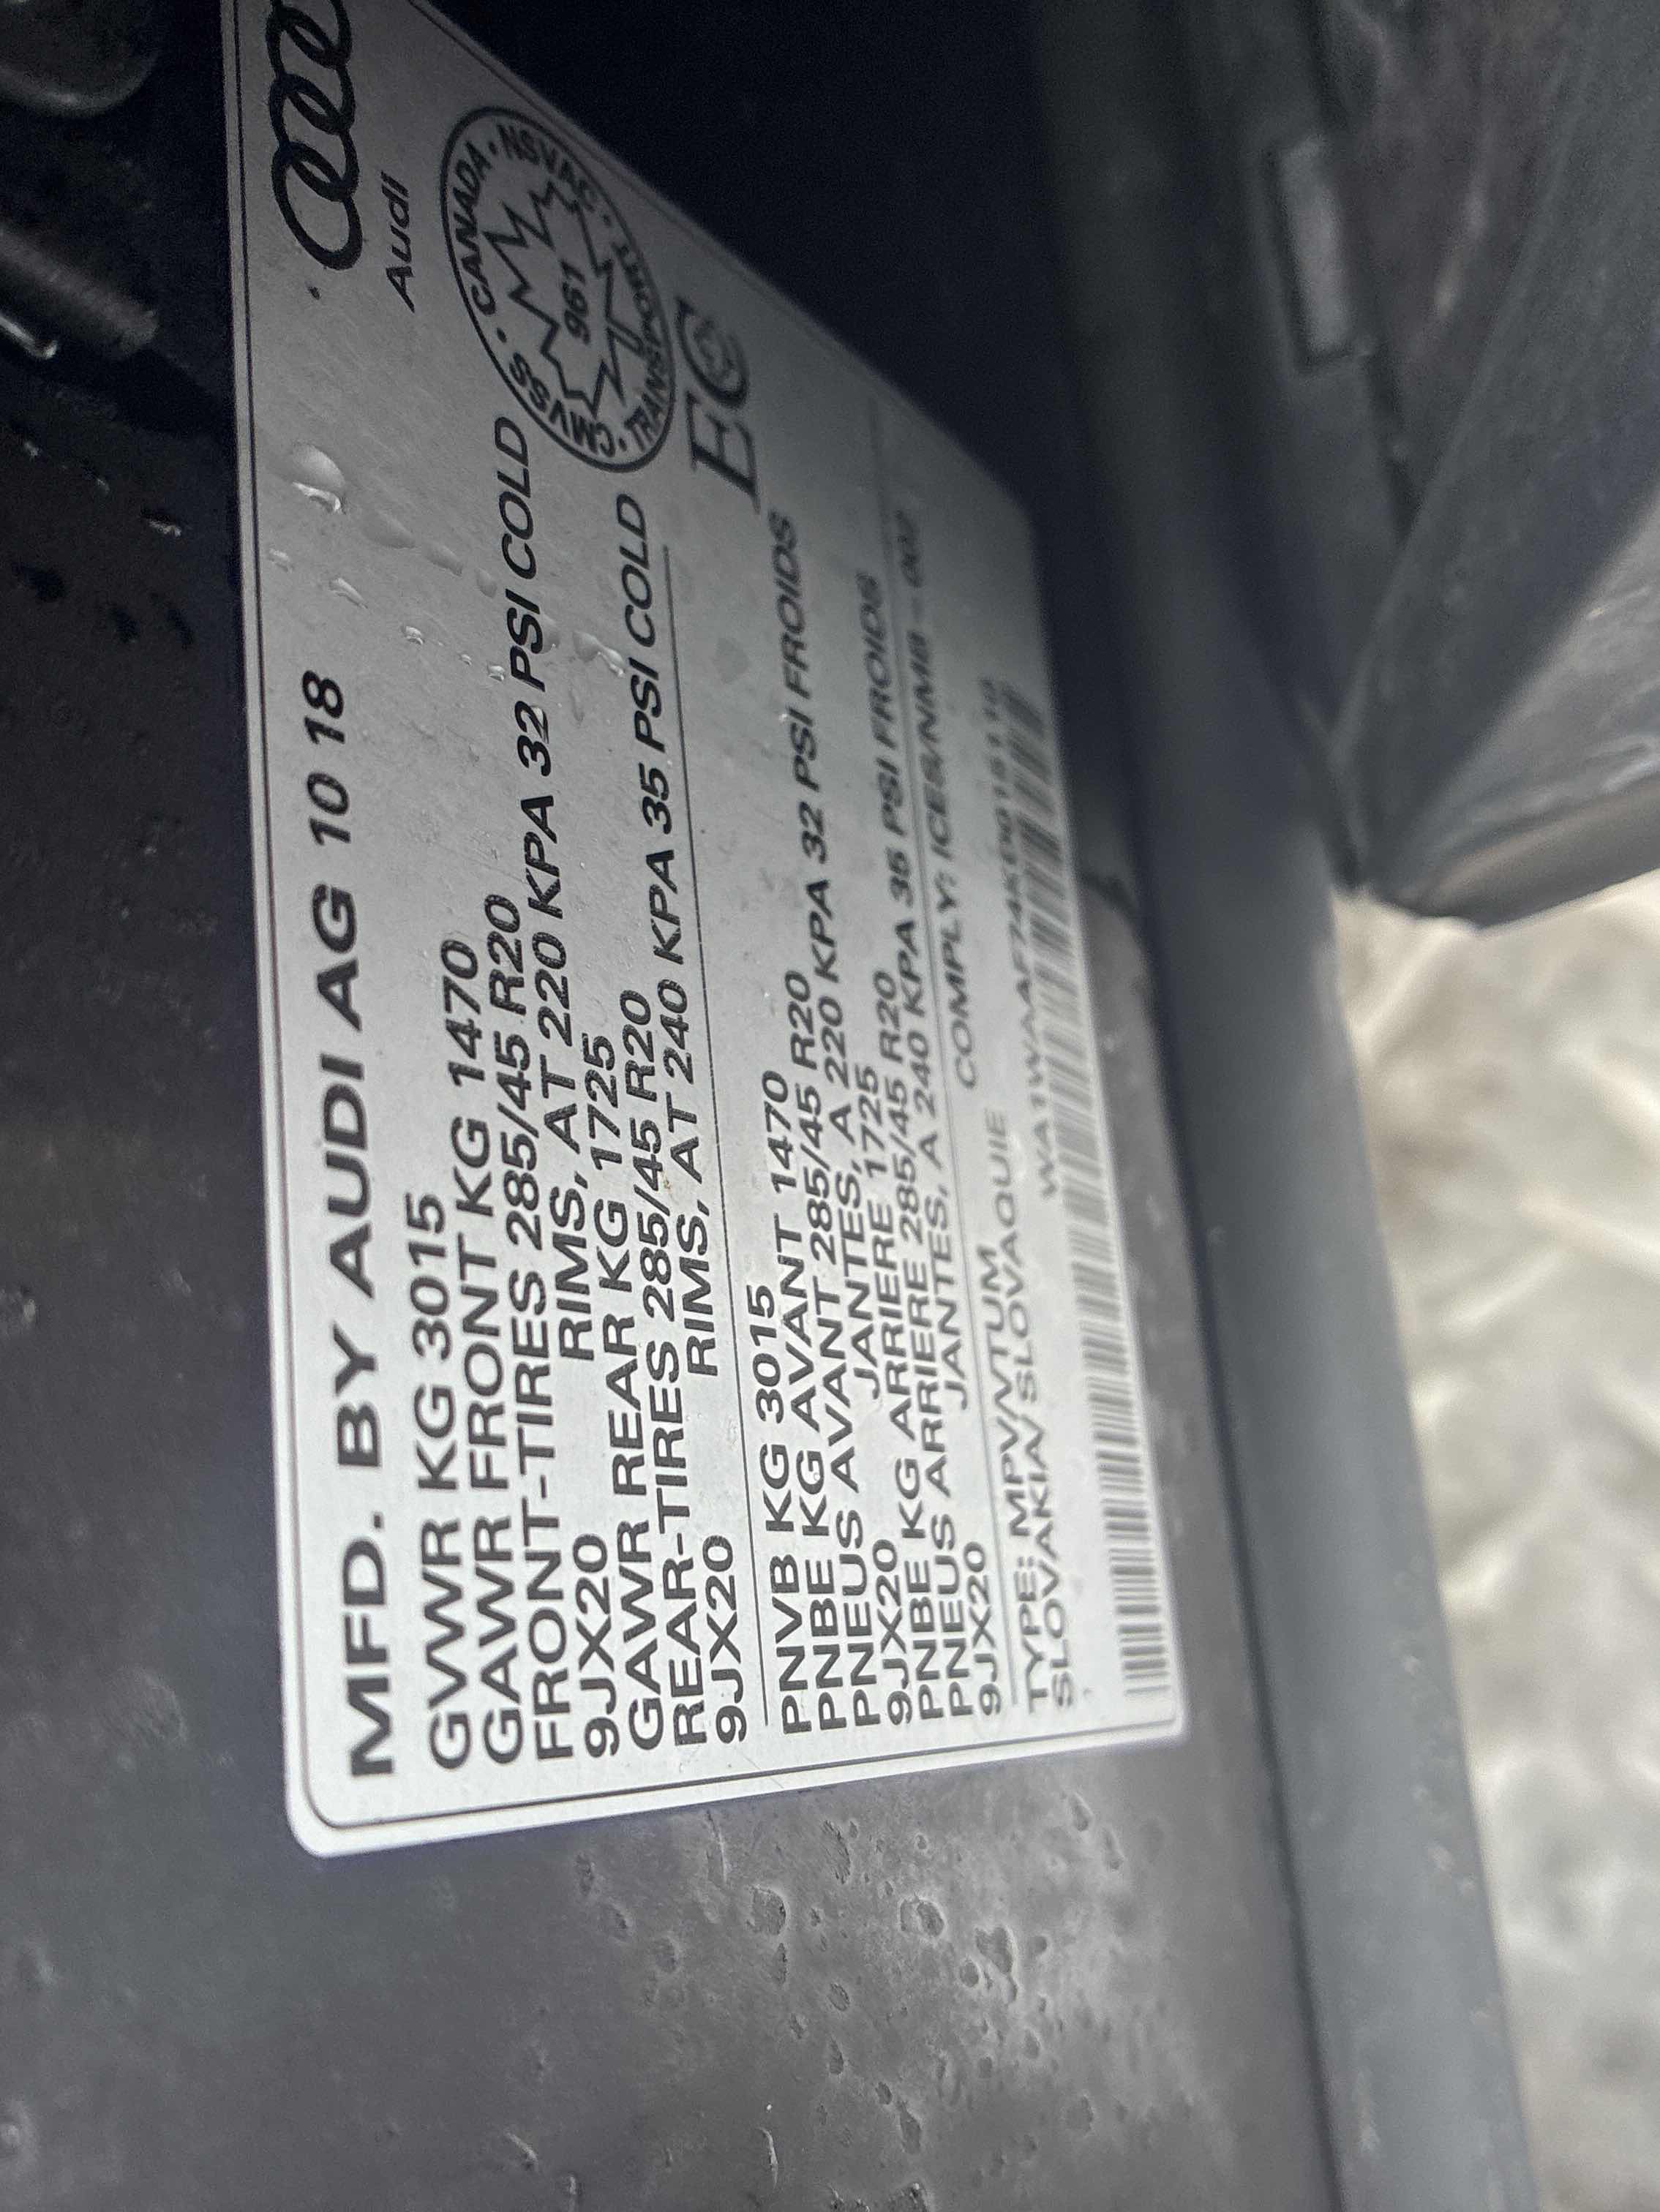 MFD. BY AUDI AG 10 18
Audi
GVWR KG 3015
GAWR FRONT KG 1470
FRONT-TIRES 285/45 R20
9JX20 RIMS, AT 220 KPA 32 PSI COLD
GAWR REAR KG 1725
REAR-TIRES 285/45 R20
9JX20 RIMS, AT 240 KPA 35 PSI COLD
CMVSS · CANADA · NSVAC · TRANSPORT
961
EC
PNVB KG 3015
PNBE KG AVANT 1470
PNEUS AVANT 285/45 R20
9JX20 JANTES, A 220 KPA 32 PSI FROIDS
PNBE KG ARRIERE 1725
PNEUS ARRIERE 285/45 R20
9JX20 JANTES, A 240 KPA 35 PSI FROIDS
TYPE: MPV/VTUM COMPLY:
SLOVAKIA/SLOVAQUIE